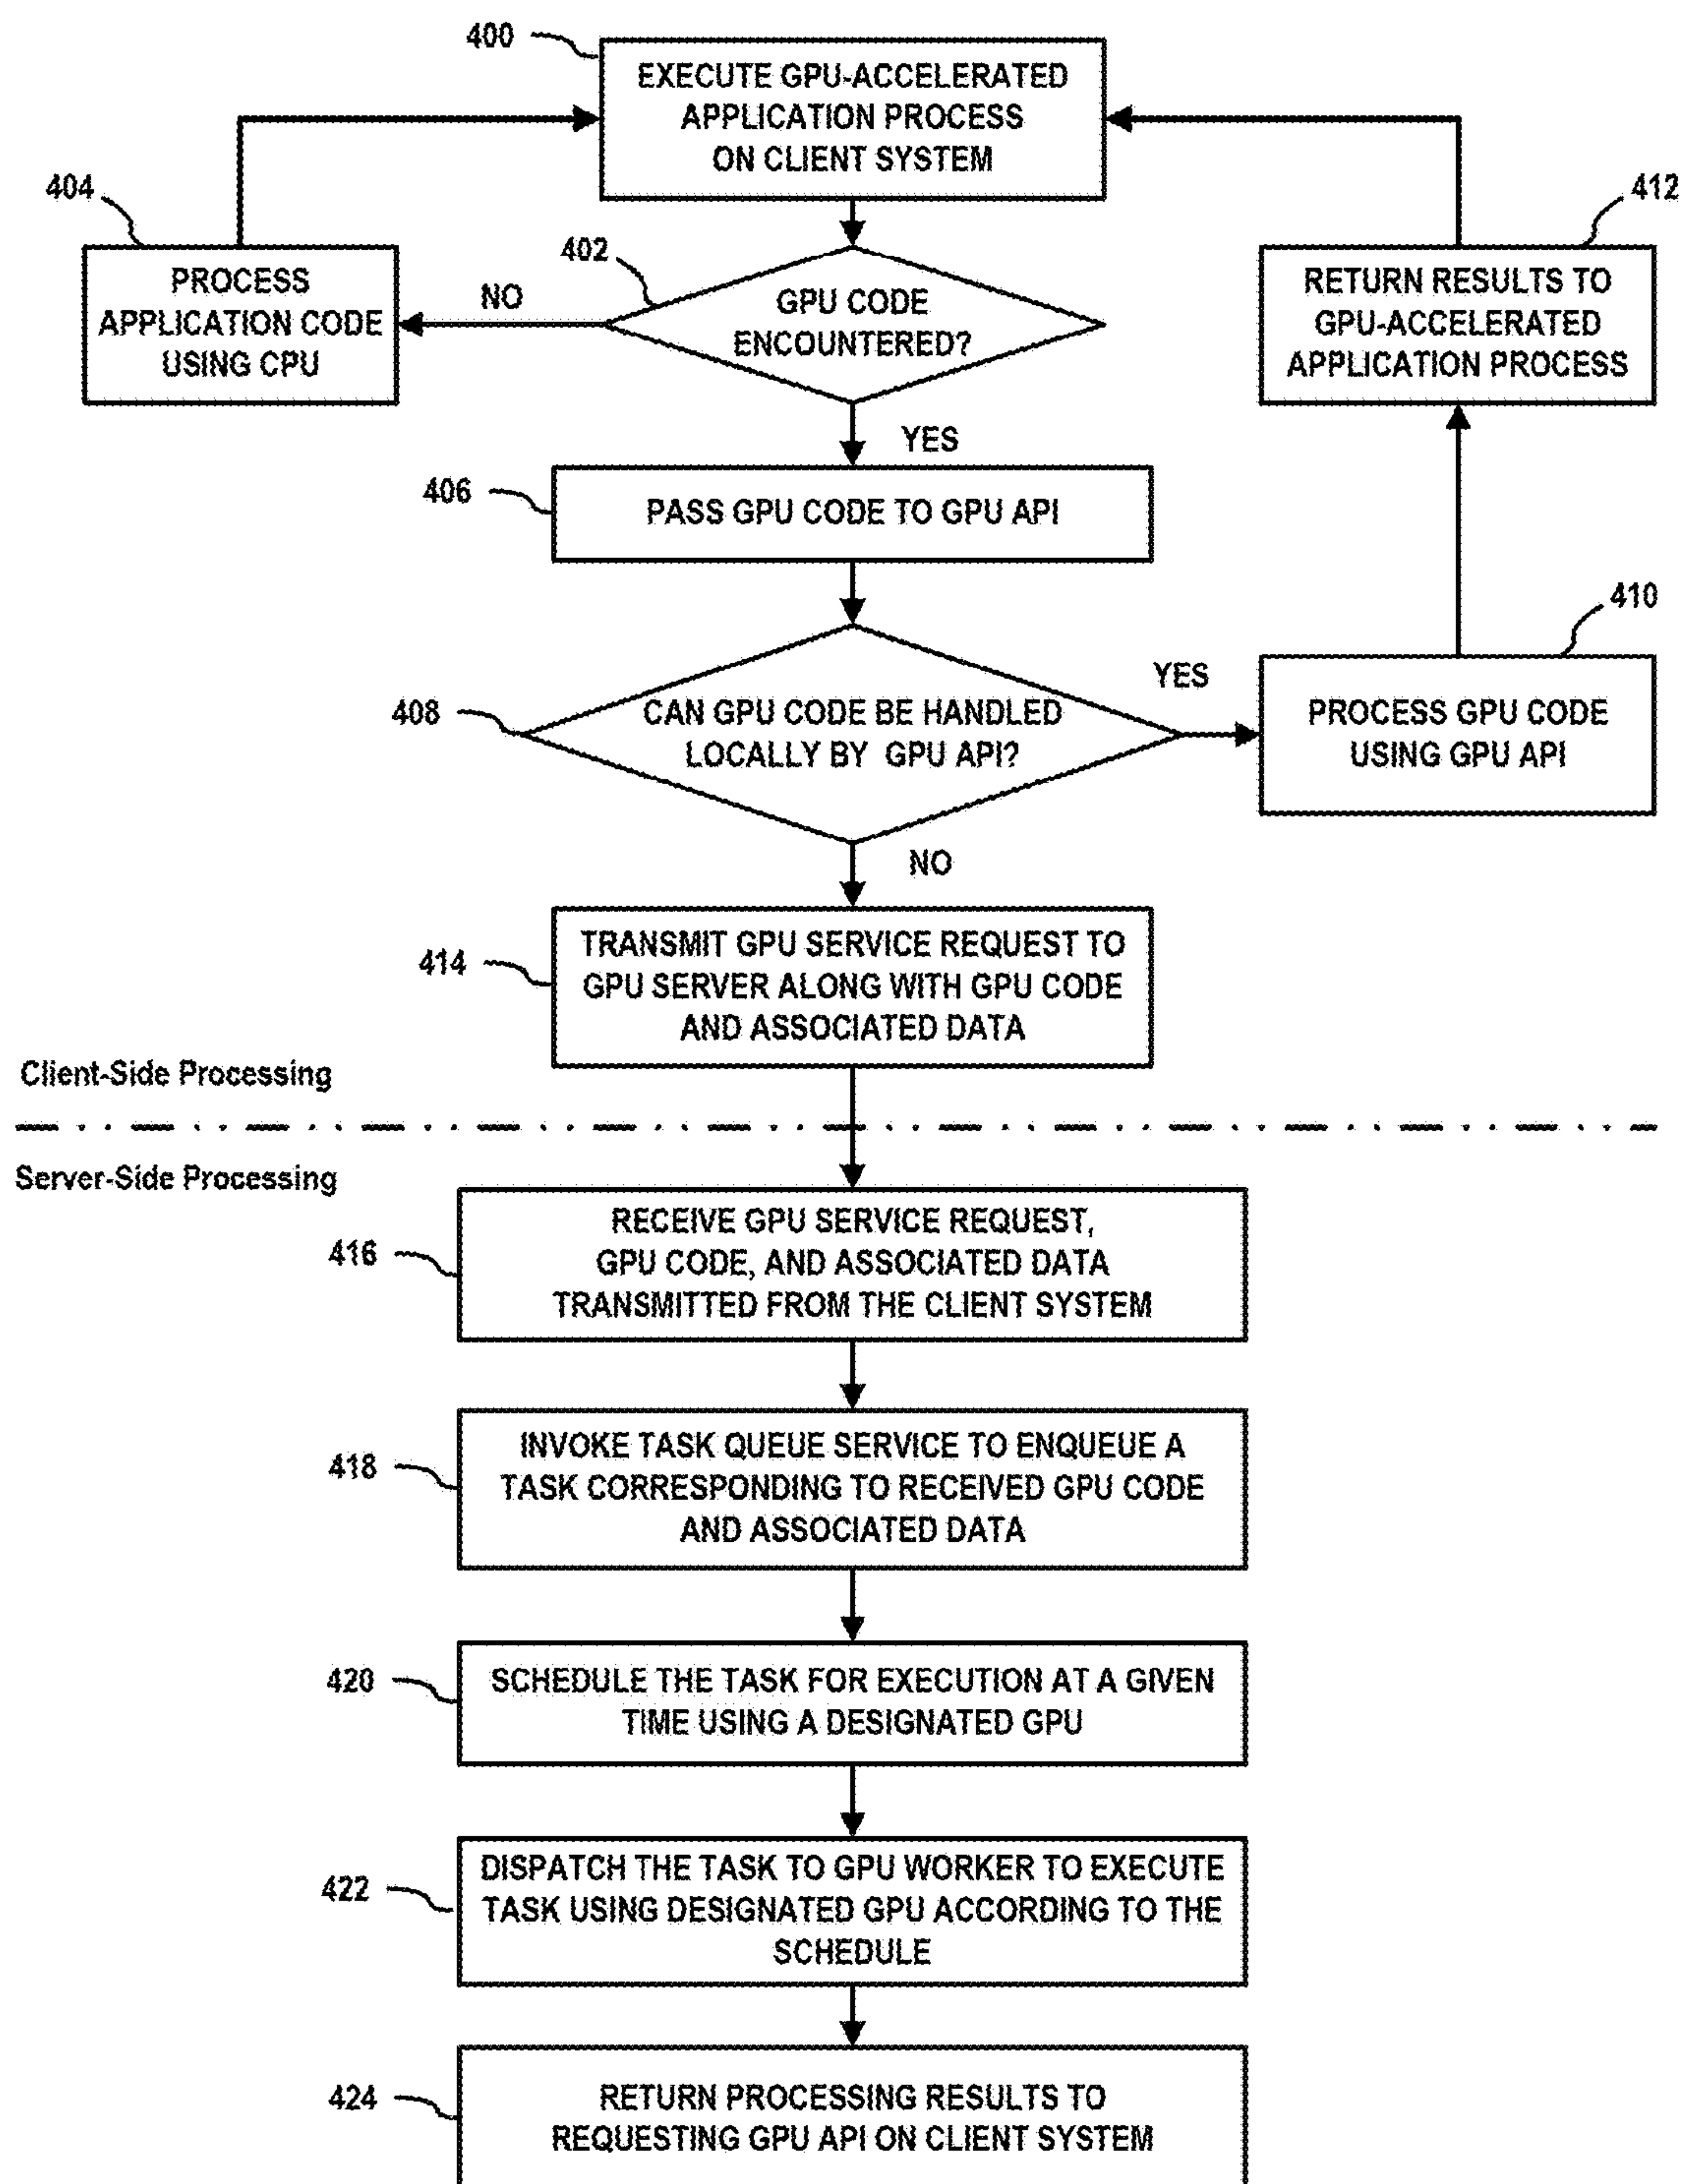 400
EXECUTE GPU-ACCELERATED
APPLICATION PROCESS
ON CLIENT SYSTEM
404
PROCESS
APPLICATION CODE
USING CPU
NO
402
GPU CODE
ENCOUNTERED?
412
RETURN RESULTS TO
GPU-ACCELERATED
APPLICATION PROCESS
YES
406
PASS GPU CODE TO GPU API
408
CAN GPU CODE BE HANDLED
LOCALLY BY GPU API?
YES
410
PROCESS GPU CODE
USING GPU API
NO
414
TRANSMIT GPU SERVICE REQUEST TO
GPU SERVER ALONG WITH GPU CODE
AND ASSOCIATED DATA
Client-Side Processing
Server-Side Processing
416
RECEIVE GPU SERVICE REQUEST,
GPU CODE, AND ASSOCIATED DATA
TRANSMITTED FROM THE CLIENT SYSTEM
418
INVOKE TASK QUEUE SERVICE TO ENQUEUE A
TASK CORRESPONDING TO RECEIVED GPU CODE
AND ASSOCIATED DATA
420
SCHEDULE THE TASK FOR EXECUTION AT A GIVEN
TIME USING A DESIGNATED GPU
422
DISPATCH THE TASK TO GPU WORKER TO EXECUTE
TASK USING DESIGNATED GPU ACCORDING TO THE
SCHEDULE
424
RETURN PROCESSING RESULTS TO
REQUESTING GPU API ON CLIENT SYSTEM